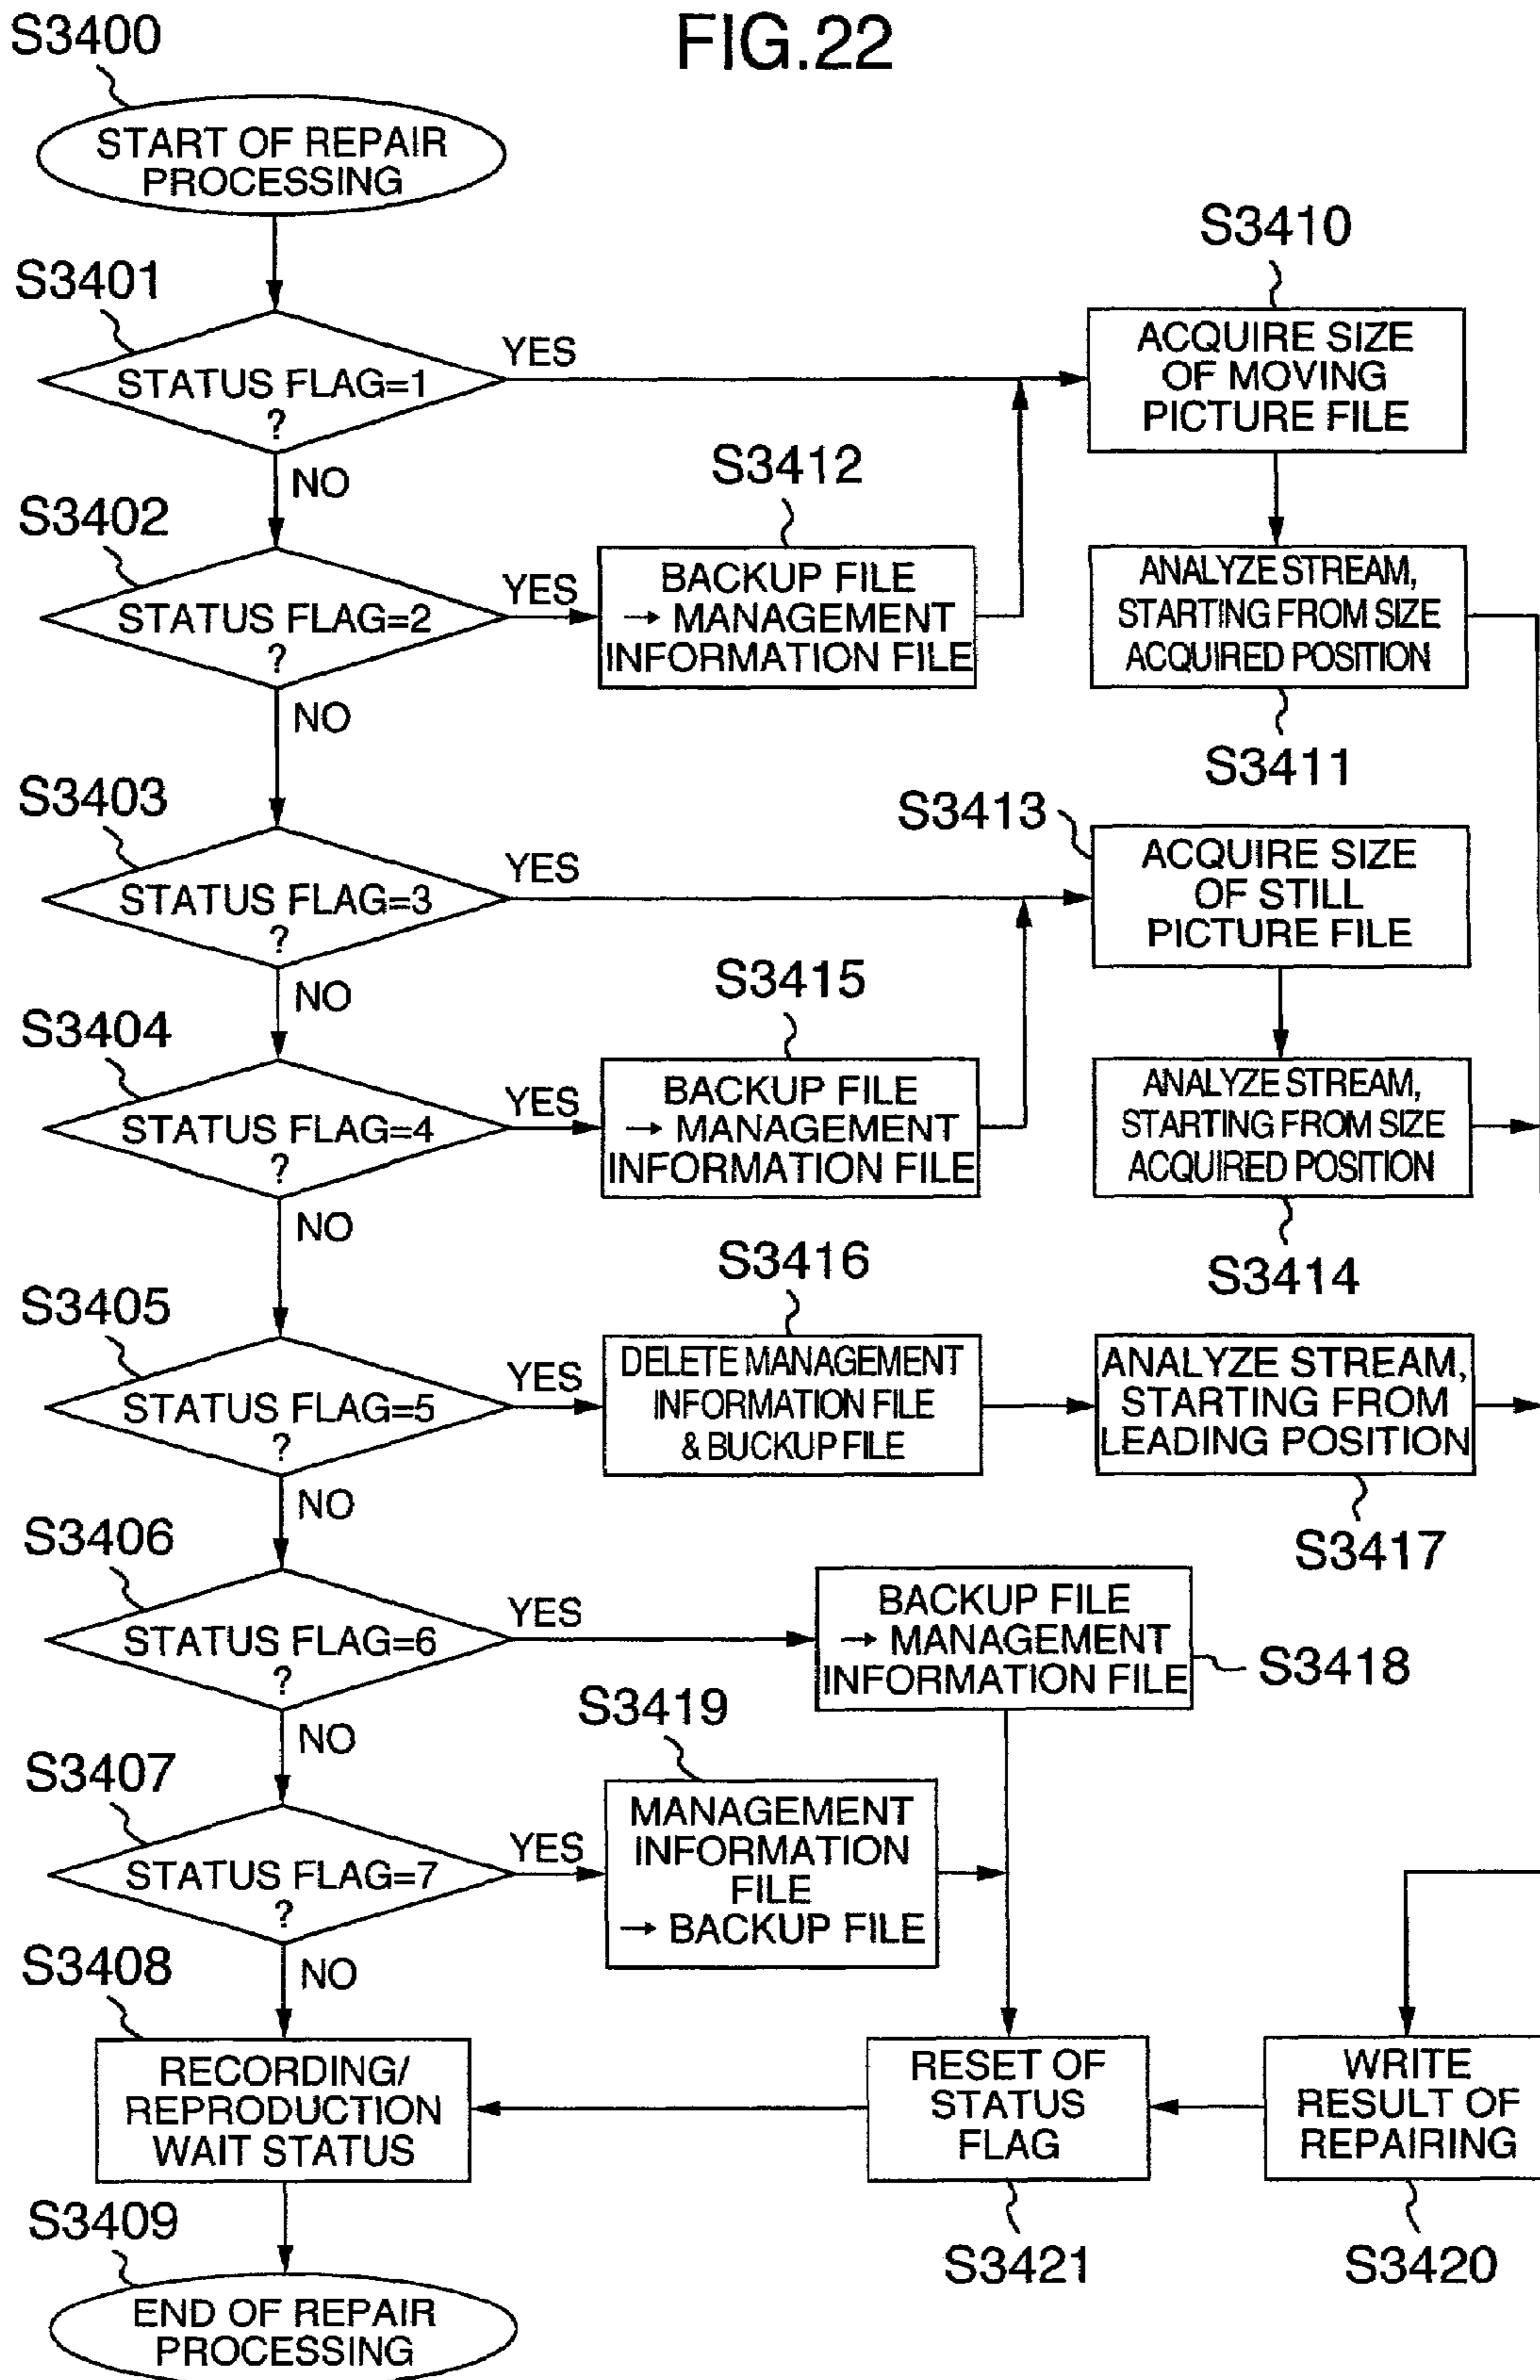 FIG.22
S3400
START OF REPAIR
PROCESSING
S3401
STATUS FLAG=1
?
YES
NO
S3410
ACQUIRE SIZE
OF MOVING
PICTURE FILE
S3402
STATUS FLAG=2
?
YES
NO
S3412
BACKUP FILE
→ MANAGEMENT
INFORMATION FILE
ANALYZE STREAM,
STARTING FROM SIZE
ACQUIRED POSITION
S3411
S3403
STATUS FLAG=3
?
YES
NO
S3413
ACQUIRE SIZE
OF STILL
PICTURE FILE
S3404
STATUS FLAG=4
?
YES
NO
S3415
BACKUP FILE
→ MANAGEMENT
INFORMATION FILE
ANALYZE STREAM,
STARTING FROM SIZE
ACQUIRED POSITION
S3414
S3405
STATUS FLAG=5
?
YES
NO
S3416
DELETE MANAGEMENT
INFORMATION FILE
& BUCKUP FILE
ANALYZE STREAM,
STARTING FROM
LEADING POSITION
S3417
S3406
STATUS FLAG=6
?
YES
NO
BACKUP FILE
→ MANAGEMENT
INFORMATION FILE
S3418
S3407
STATUS FLAG=7
?
YES
NO
S3419
MANAGEMENT
INFORMATION
FILE
→ BACKUP FILE
S3408
RECORDING/
REPRODUCTION
WAIT STATUS
RESET OF
STATUS
FLAG
S3421
WRITE
RESULT OF
REPAIRING
S3420
S3409
END OF REPAIR
PROCESSING